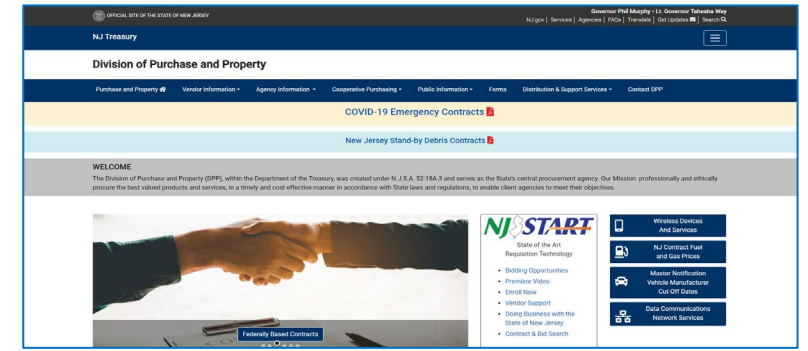 OFFICIAL SITE OF THE STATE OF NEW JERSEY
Governor Phil Murphy • Lt. Governor Tahesha Way
NJ.gov | Services | Agencies | FAQs | Translate | Get Updates | Search
NJ Treasury
Division of Purchase and Property
Purchase and Property Vendor Information Agency Information Cooperative Purchasing Public Information Forms Distribution & Support Services Contact DPP
COVID-19 Emergency Contracts
New Jersey Stand-by Debris Contracts
WELCOME
The Division of Purchase and Property (DPP), within the Department of the Treasury, was created under N.J.S.A. 52:18A-3 and serves as the State's central procurement agency. Our Mission: professionally and ethically
procure the best valued products and services, in a timely and cost effective manner in accordance with State laws and regulations, to enable client agencies to meet their objectives.
Federally Based Contracts
NJSTART
State of the Art
Requisition Technology
• Bidding Opportunities
• Premiere Video
• Enroll Now
• Vendor Support
• Doing Business with the
State of New Jersey
• Contract & Bid Search
Wireless Devices
And Services
NJ Contract Fuel
and Gas Prices
Master Notification
Vehicle Manufacturer
Cut-Off Dates
Data Communications
Network Services